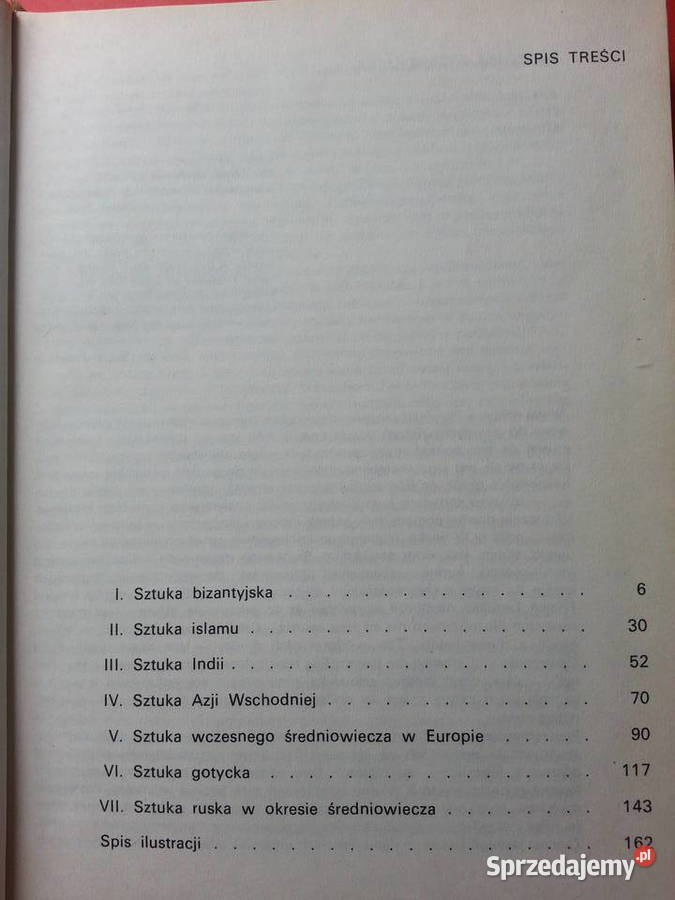 SPIS TREŚCI
I. Sztuka bizantyjska . . . . . . . . . . . . . . . . 6
II. Sztuka islamu . . . . . . . . . . . . . . . . . . 30
III. Sztuka Indii . . . . . . . . . . . . . . . . . . . 52
IV. Sztuka Azji Wschodniej . . . . . . . . . . . . . . 70
V. Sztuka wczesnego średniowiecza w Europie . . . . . 90
VI. Sztuka gotycka . . . . . . . . . . . . . . . . . 117
VII. Sztuka ruska w okresie średniowiecza . . . . . . . . 143
Spis ilustracji . . . . . . . . . . . . . . . . . . . . 162
Sprzedajemy.pl